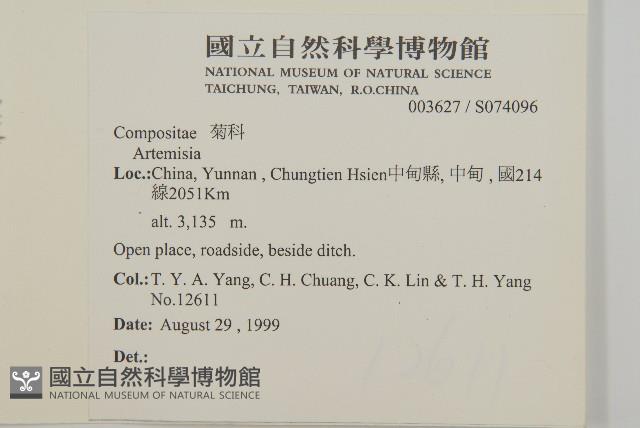 國立自然科學博物館
NATIONAL MUSEUM OF NATURAL SCIENCE
TAICHUNG, TAIWAN, R.O.CHINA
003627 / S074096
Compositae 菊科
Artemisia
Loc.:China, Yunnan , Chungtien Hsien中甸縣, 中甸 , 國214
線2051Km
alt. 3,135 m.
Open place, roadside, beside ditch.
Col.: T. Y. A. Yang, C. H. Chuang, C. K. Lin & T. H. Yang
No.12611
Date: August 29 , 1999
Det.:
國立自然科學博物館
NATIONAL MUSEUM OF NATURAL SCIENCE